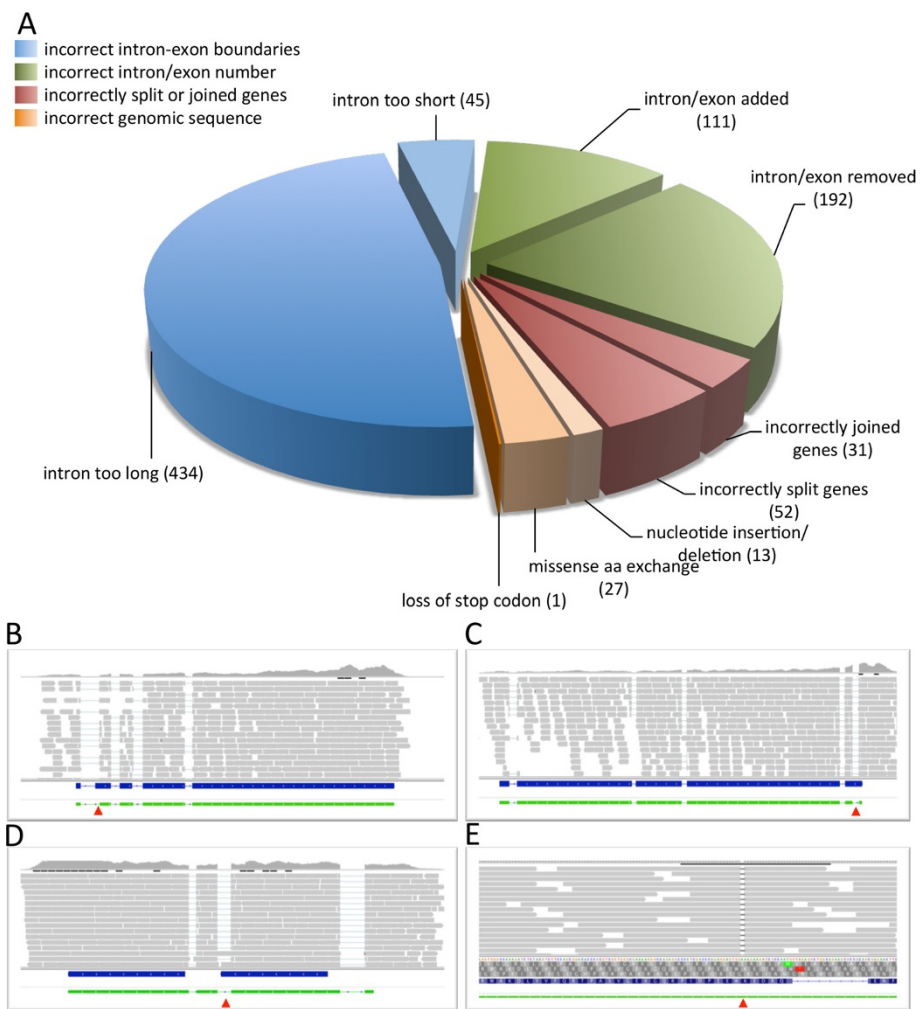 A
incorrect intron-exon boundaries
incorrect intron/exon number
incorrectly split or joined genes
incorrect genomic sequence
intron too short (45)
intron/exon added
(111)
intron/exon removed
(192)
incorrectly joined
genes (31)
incorrectly split genes
(52)
nucleotide insertion/
deletion (13)
missense aa exchange
(27)
loss of stop codon (1)
intron too long (434)
B
C
D
E